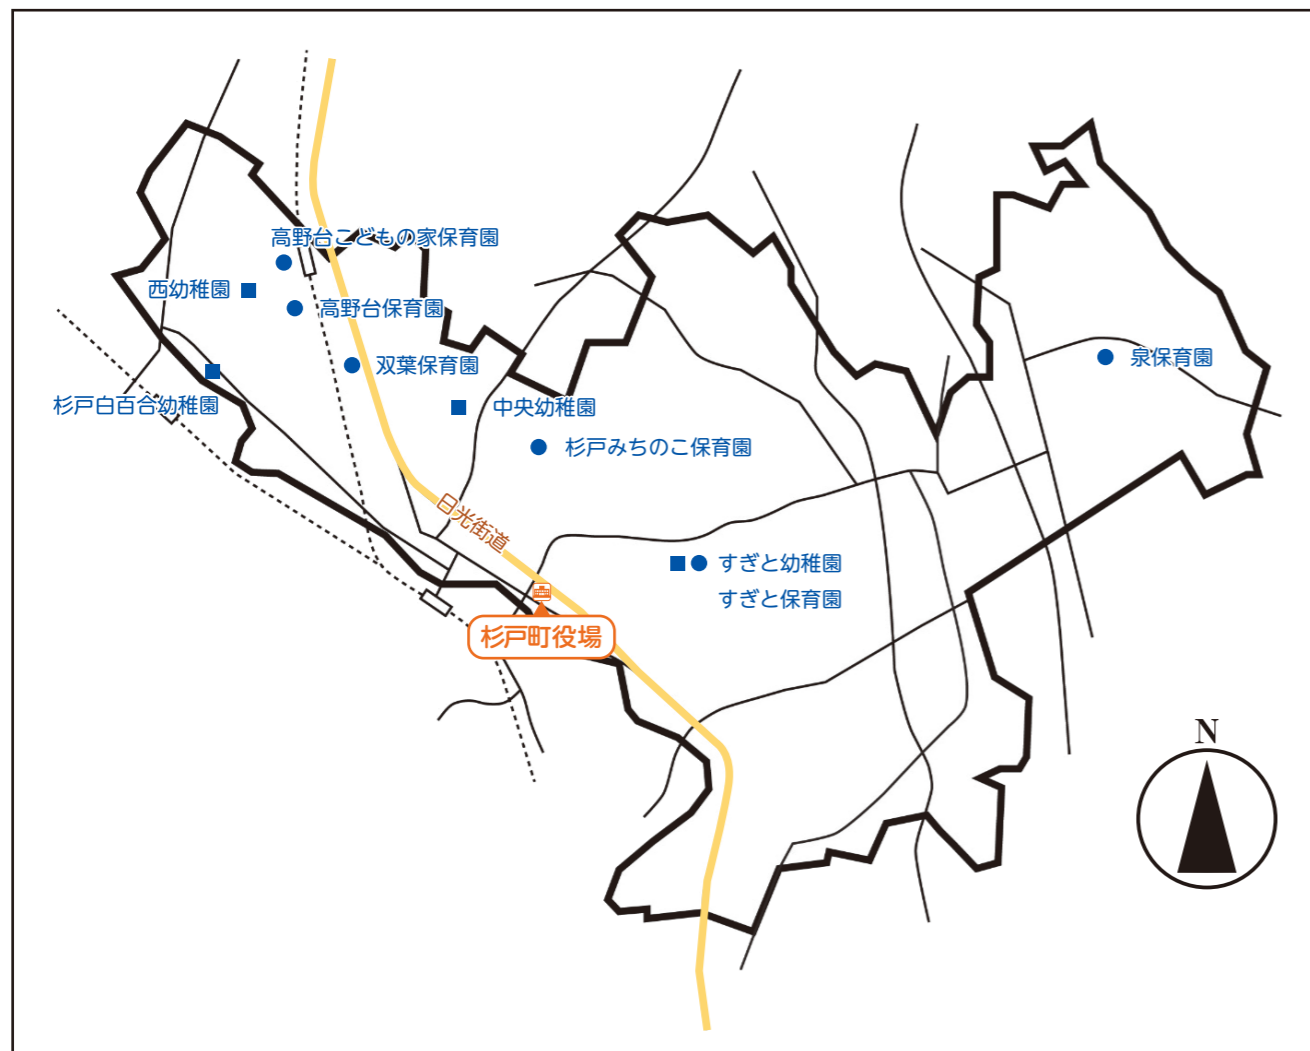 高野台こどもの家保育園
西幼稚園
高野台保育園
双葉保育園
泉保育園
杉戸白百合幼稚園
中央幼稚園
杉戸みちのこ保育園
日光街道
すぎと幼稚園
すぎと保育園
杉戸町役場
N